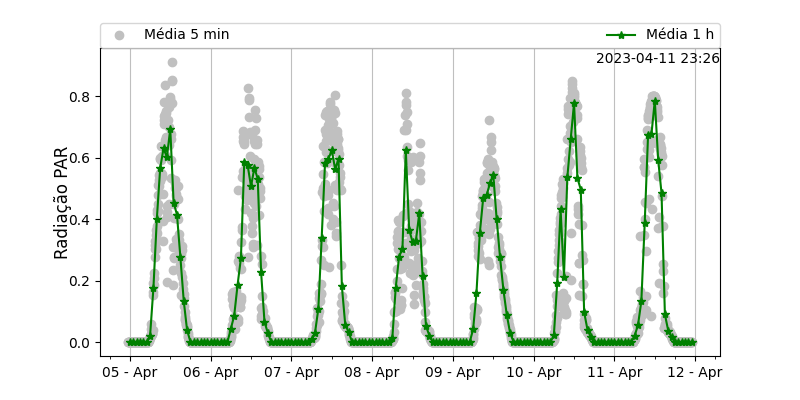 Média 5 min
Média 1 h
2023-04-11 23:26
Radiação PAR
0.8
0.6
0.4
0.2
0.0
05 - Apr
06 - Apr
07 - Apr
08 - Apr
09 - Apr
10 - Apr
11 - Apr
12 - Apr